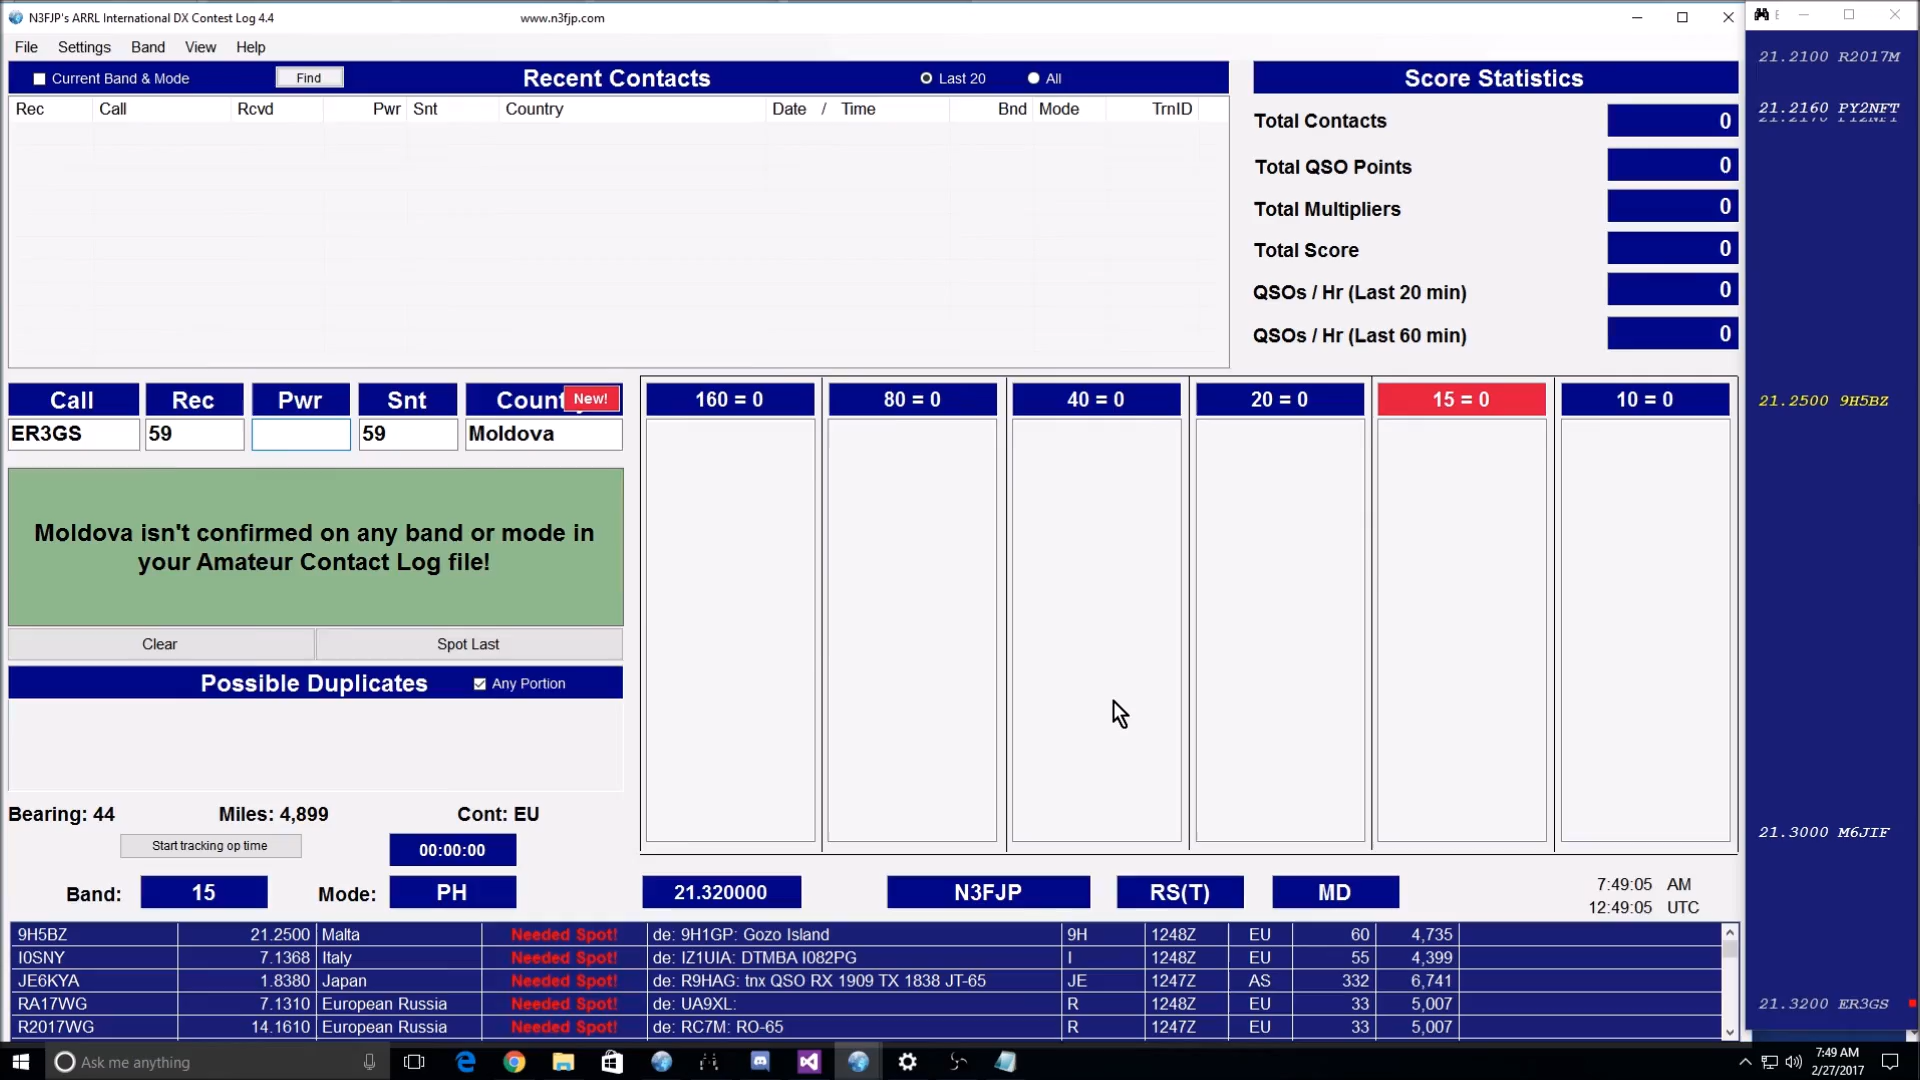 N3FJP's ARRL International DX Contest Log 4.4
www.n3fjp.com
File Settings Band View Help
Current Band & Mode
Find
Recent Contacts
Last 20
All
Rec Call Rcvd Pwr Snt Country Date / Time Bnd Mode TrnID
Score Statistics
Total Contacts 0
Total QSO Points 0
Total Multipliers 0
Total Score 0
QSOs / Hr (Last 20 min) 0
QSOs / Hr (Last 60 min) 0
21.2100 R2017M
21.2160 PY2NFT
21.2500 9H5BZ
21.3000 M6JIF
21.3200 ER3GS
Call Rec Pwr Snt Count New!
ER3GS 59 59 Moldova
160 = 0 80 = 0 40 = 0 20 = 0 15 = 0 10 = 0
Moldova isn't confirmed on any band or mode in
your Amateur Contact Log file!
Clear Spot Last
Possible Duplicates
Any Portion
Bearing: 44 Miles: 4,899 Cont: EU
Start tracking op time 00:00:00
Band: 15 Mode: PH 21.320000 N3FJP RS(T) MD
7:49:05 AM
12:49:05 UTC
9H5BZ 21.2500 Malta Needed Spot! de: 9H1GP: Gozo Island 9H 1248Z EU 60 4,735
I0SNY 7.1368 Italy Needed Spot! de: IZ1UIA: DTMBA I082PG I 1248Z EU 55 4,399
JE6KYA 1.8380 Japan Needed Spot! de: R9HAG: tnx QSO RX 1909 TX 1838 JT-65 JE 1247Z AS 332 6,741
RA17WG 7.1310 European Russia Needed Spot! de: UA9XL: R 1248Z EU 33 5,007
R2017WG 14.1610 European Russia Needed Spot! de: RC7M: RO-65 R 1247Z EU 33 5,007
Ask me anything
7:49 AM
2/27/2017